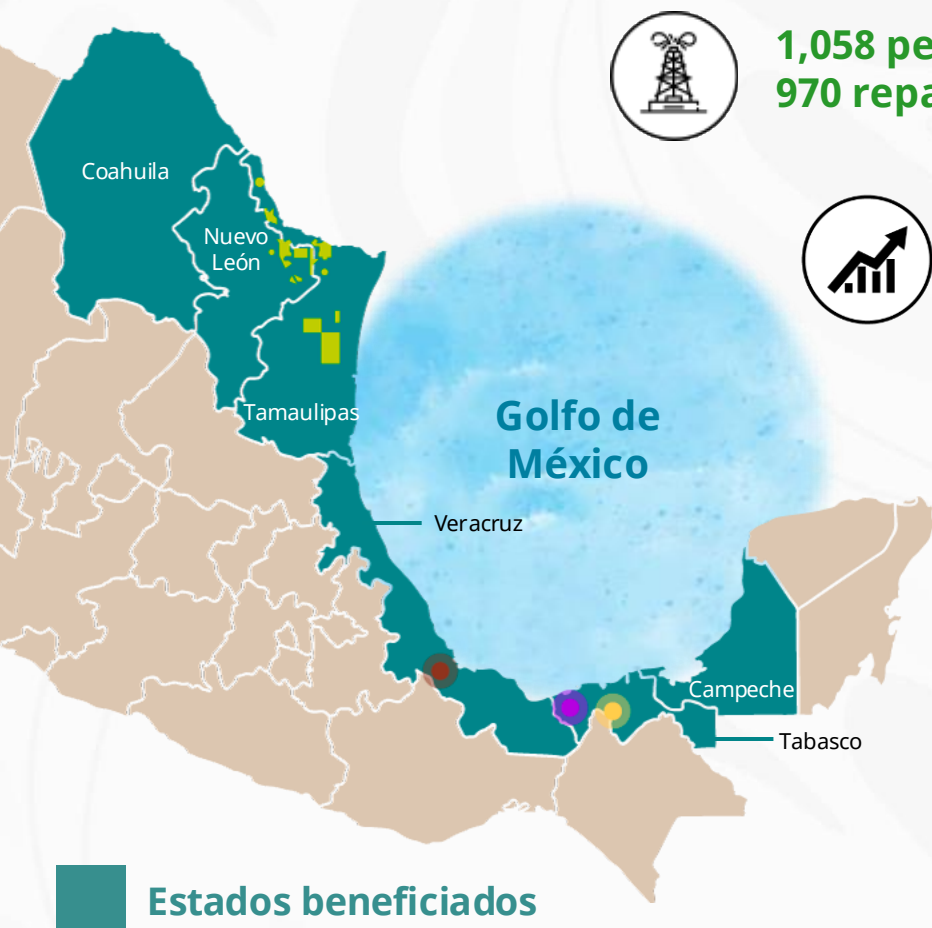 1,058 pe
970 repa
Coahuila
Nuevo
León
Tamaulipas
Golfo de
México
Veracruz
Campeche
Tabasco
Estados beneficiados